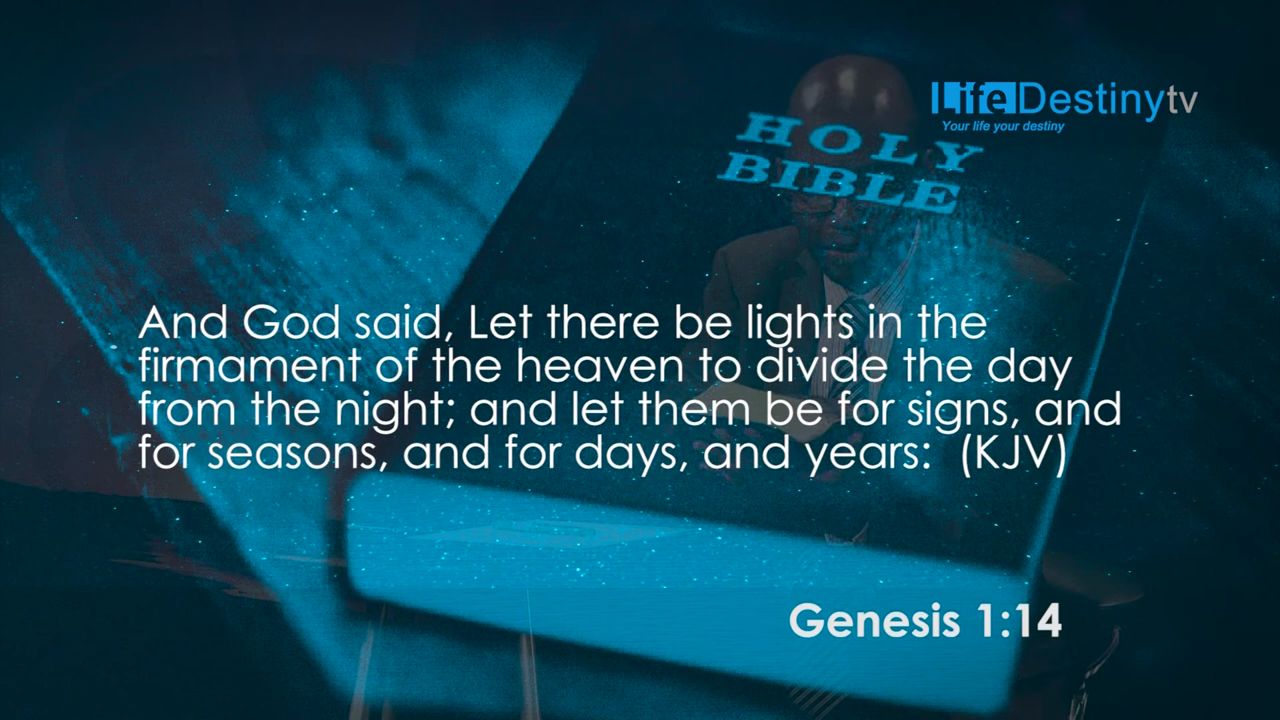 LifeDestinytv
Your life your destiny
HOLY
BIBLE
And God said, Let there be lights in the
firmament of the heaven to divide the day
from the night; and let them be for signs, and
for seasons, and for days, and years: (KJV)
Genesis 1:14